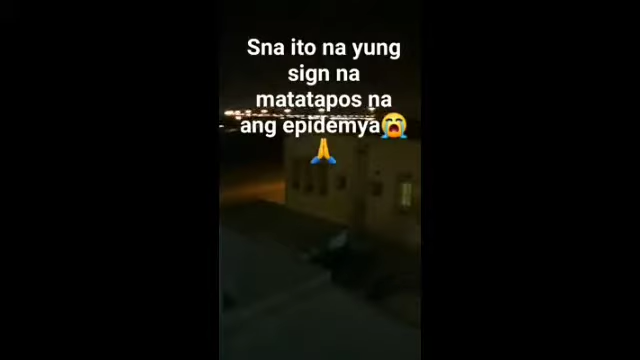 Sna ito na yung
sign na
matatapos na
ang epidemya😭
🙏